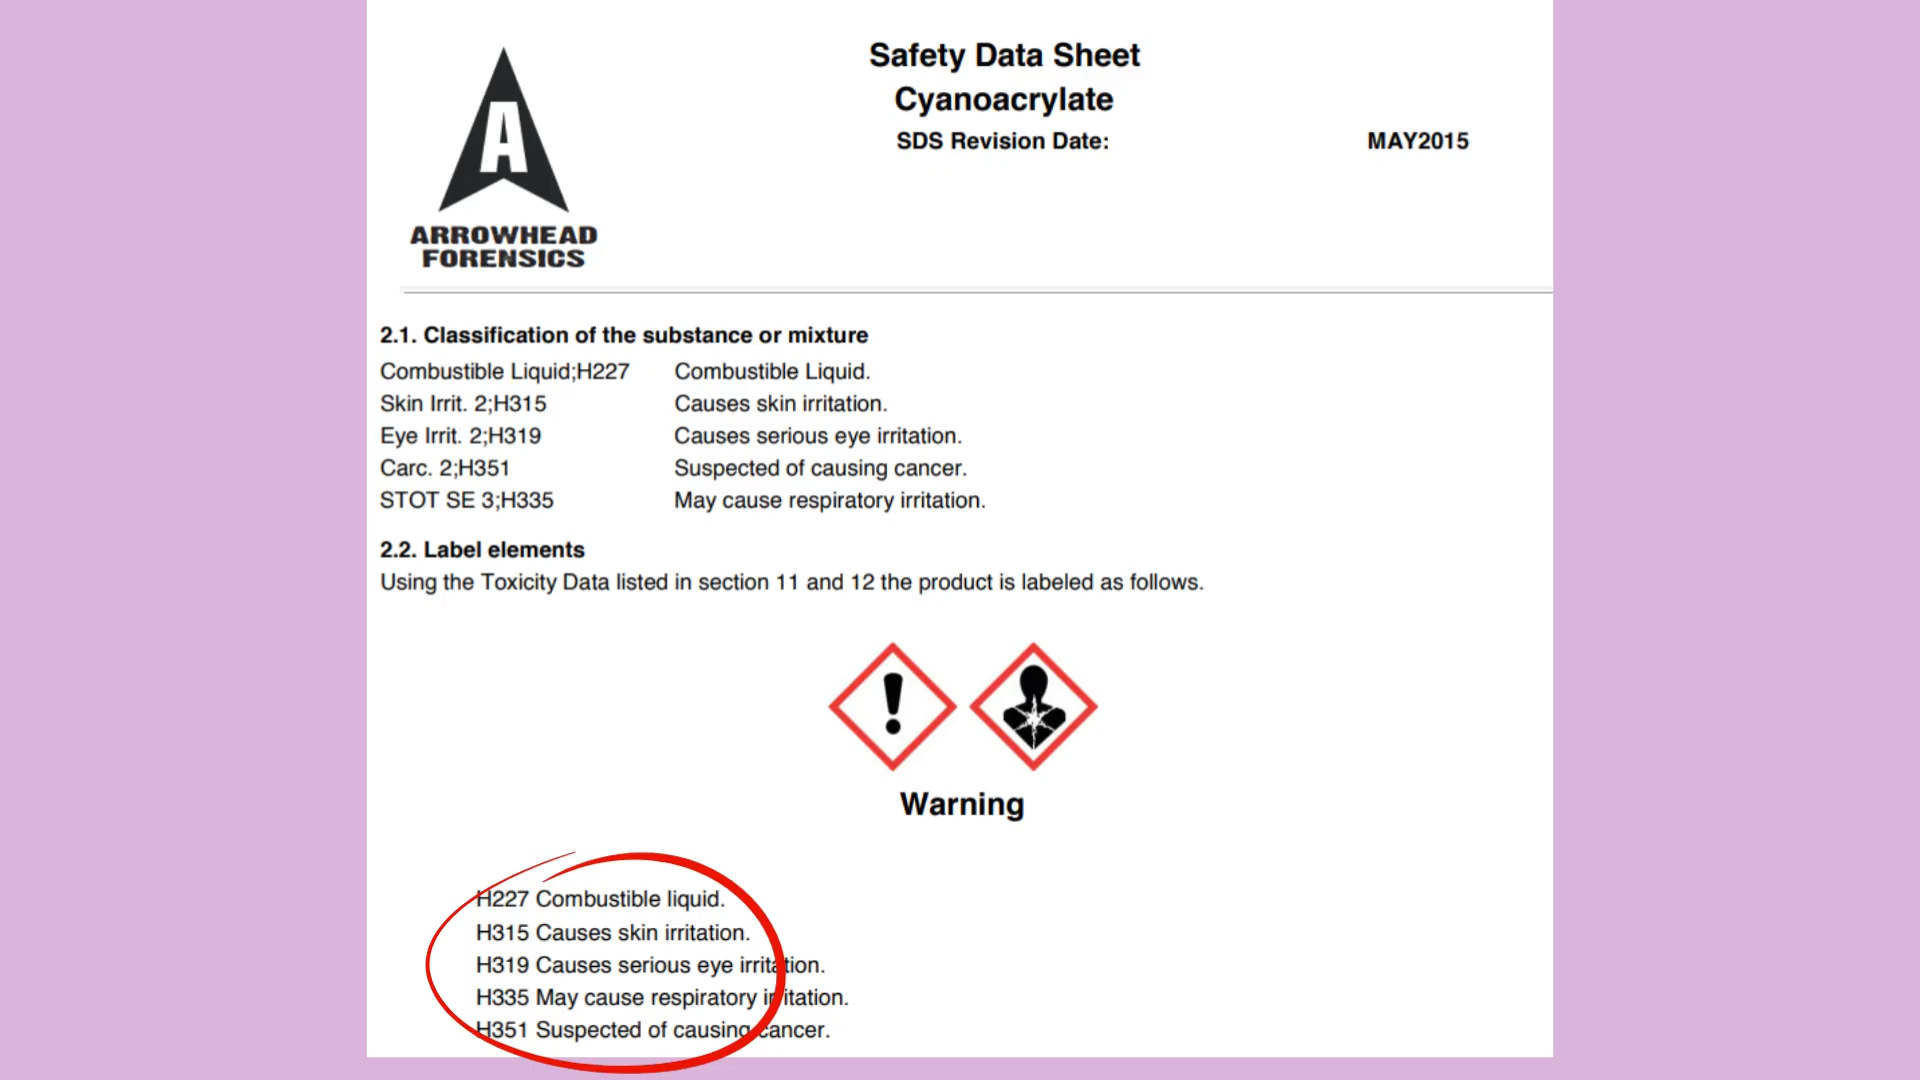 A
ARROWHEAD
FORENSICS
Safety Data Sheet
Cyanoacrylate
SDS Revision Date: MAY2015
2.1. Classification of the substance or mixture
Combustible Liquid;H227 Combustible Liquid.
Skin Irrit. 2;H315 Causes skin irritation.
Eye Irrit. 2;H319 Causes serious eye irritation.
Carc. 2;H351 Suspected of causing cancer.
STOT SE 3;H335 May cause respiratory irritation.
2.2. Label elements
Using the Toxicity Data listed in section 11 and 12 the product is labeled as follows.
Warning
H227 Combustible liquid.
H315 Causes skin irritation.
H319 Causes serious eye irritation.
H335 May cause respiratory irritation.
H351 Suspected of causing cancer.